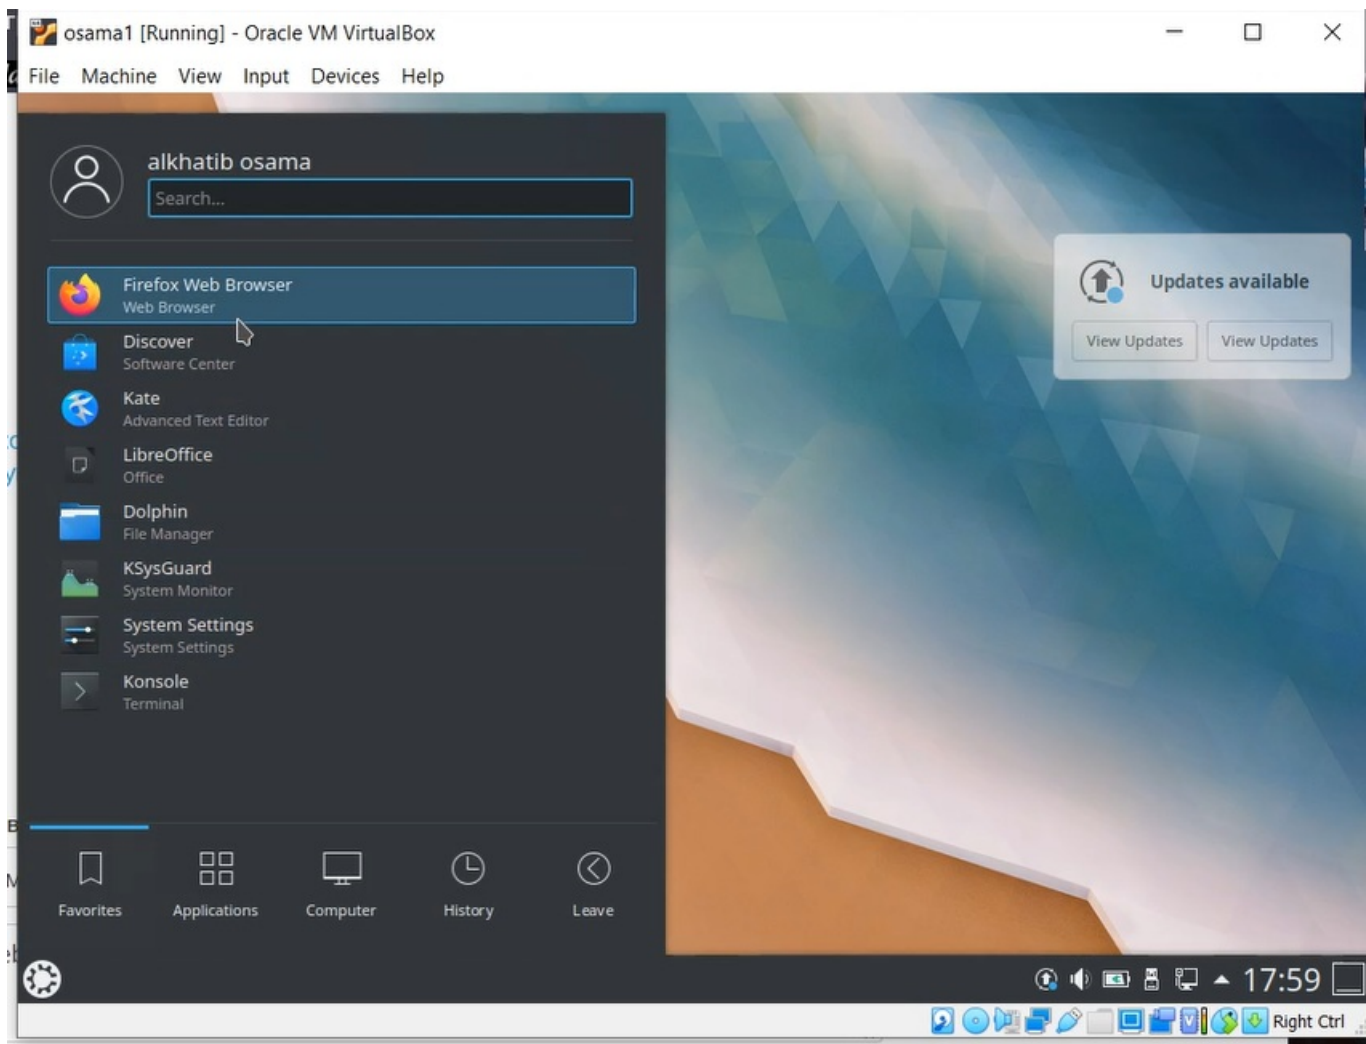 osama1 [Running] - Oracle VM VirtualBox
File Machine View Input Devices Help
alkhatib osama
Search...
Firefox Web Browser
Web Browser
Discover
Software Center
Kate
Advanced Text Editor
LibreOffice
Office
Dolphin
File Manager
KSysGuard
System Monitor
System Settings
System Settings
Konsole
Terminal
Favorites Applications Computer History Leave
Updates available
View Updates View Updates
17:59
Right Ctrl